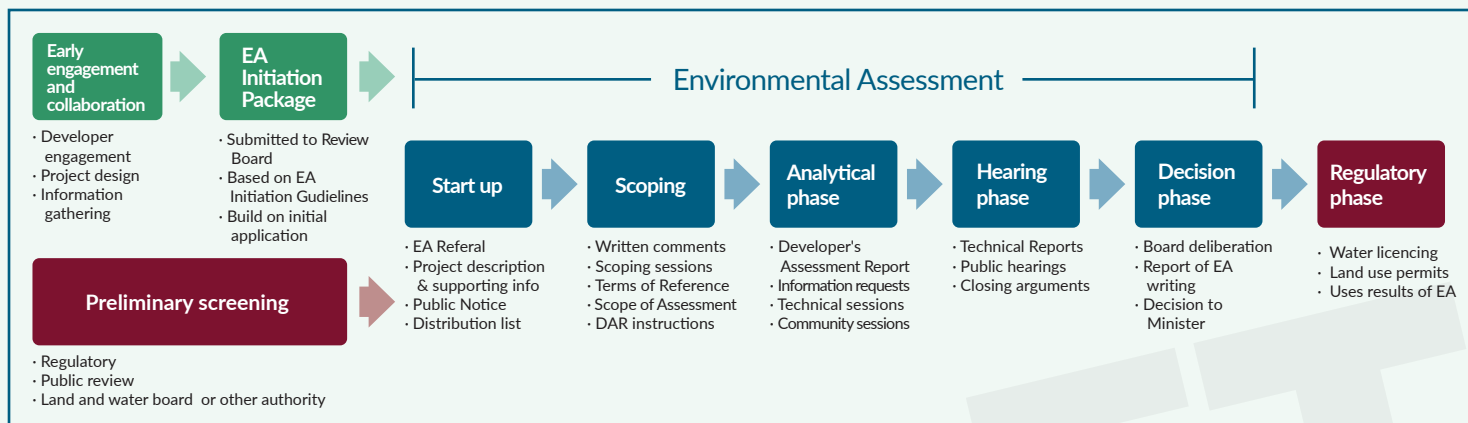 Early
engagement
and
collaboration
· Developer
engagement
· Project design
· Information
gathering
EA
Initiation
Package
· Submitted to Review
Board
· Based on EA
Initiation Gudielines
· Build on initial
application
Preliminary screening
· Regulatory
· Public review
· Land and water board or other authority
Environmental Assessment
Start up
· EA Referal
· Project description
& supporting info
· Public Notice
· Distribution list
Scoping
· Written comments
· Scoping sessions
· Terms of Reference
· Scope of Assessment
· DAR instructions
Analytical
phase
· Developer's
Assessment Report
· Information requests
· Technical sessions
· Community sessions
Hearing
phase
· Technical Reports
· Public hearings
· Closing arguments
Decision
phase
· Board deliberation
· Report of EA
writing
· Decision to
Minister
Regulatory
phase
· Water licencing
· Land use permits
· Uses results of EA